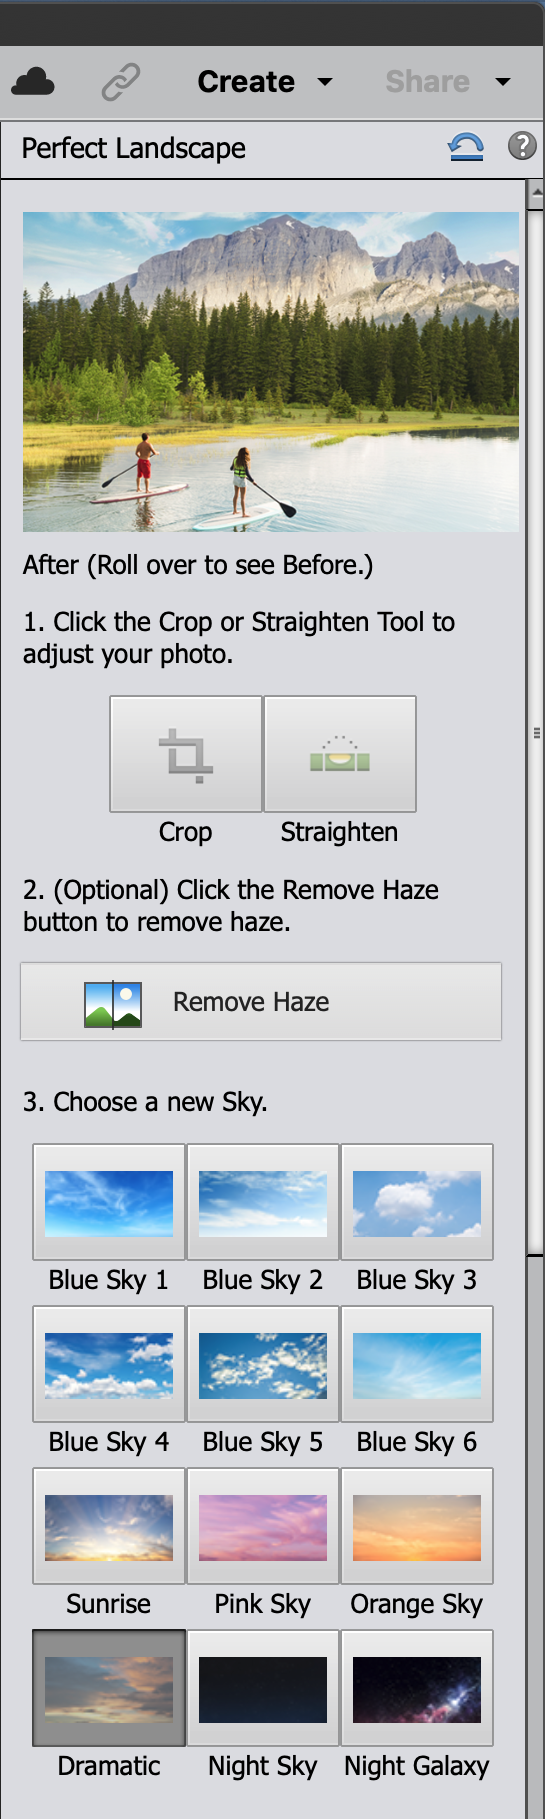 Create Share
Perfect Landscape ?
After (Roll over to see Before.)
1. Click the Crop or Straighten Tool to
adjust your photo.
Crop Straighten
2. (Optional) Click the Remove Haze
button to remove haze.
Remove Haze
3. Choose a new Sky.
Blue Sky 1 Blue Sky 2 Blue Sky 3
Blue Sky 4 Blue Sky 5 Blue Sky 6
Sunrise Pink Sky Orange Sky
Dramatic Night Sky Night Galaxy